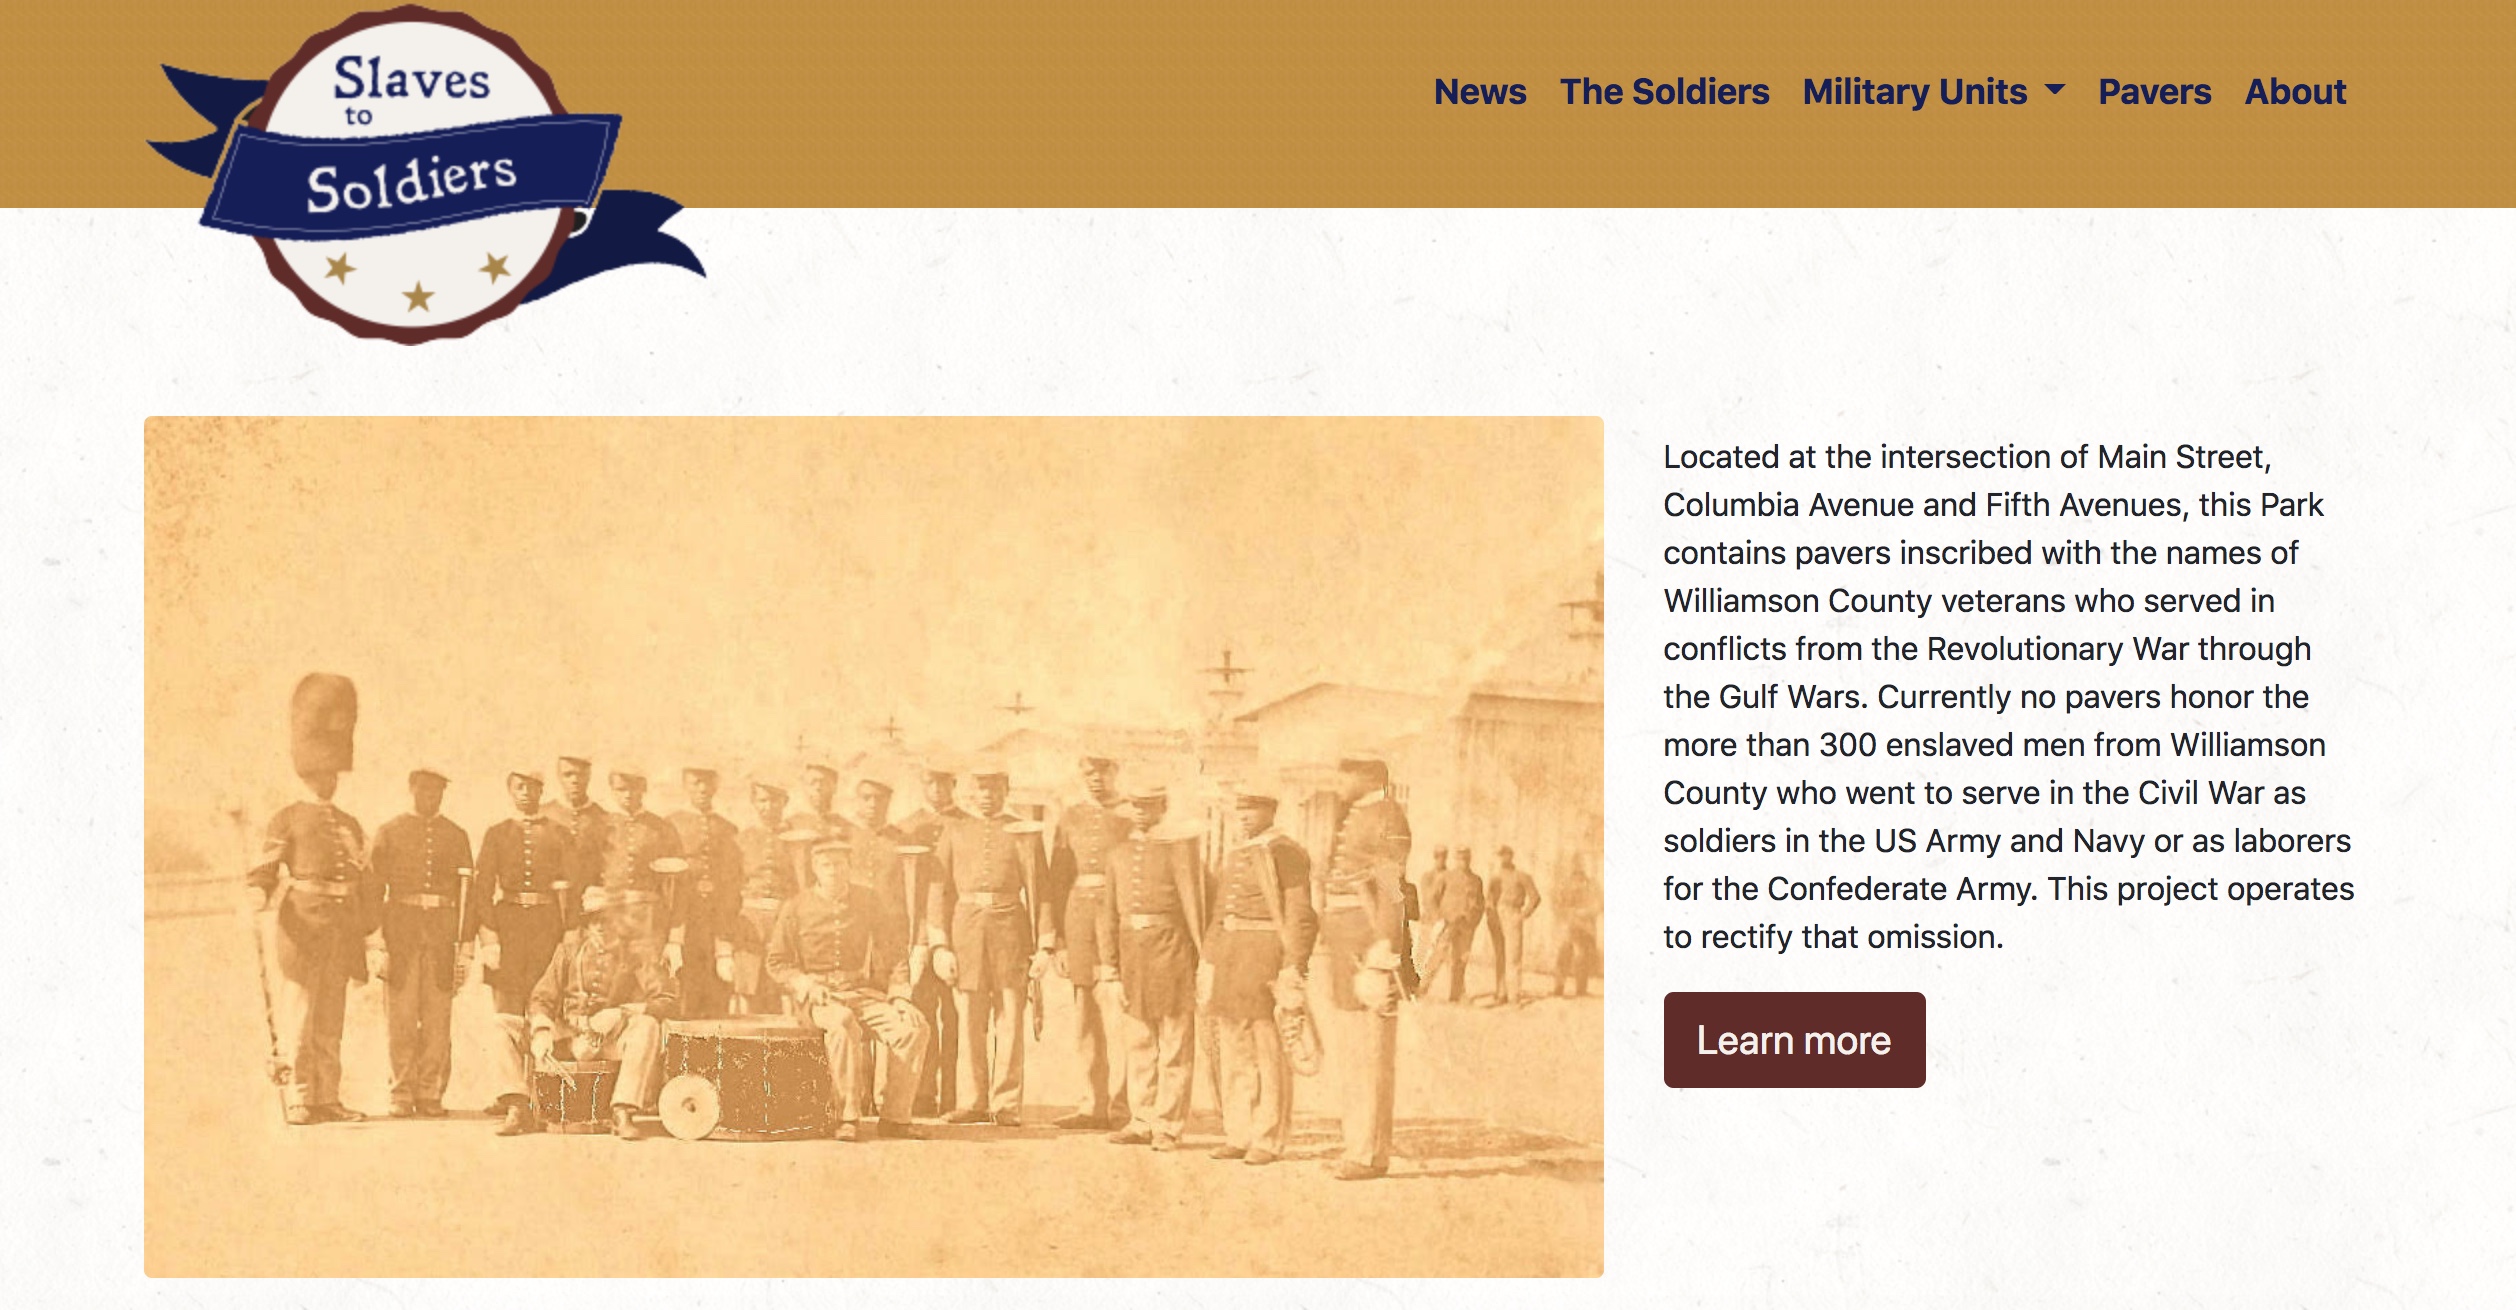 Slaves
to
Soldiers
News The Soldiers Military Units Pavers About
Located at the intersection of Main Street,
Columbia Avenue and Fifth Avenues, this Park
contains pavers inscribed with the names of
Williamson County veterans who served in
conflicts from the Revolutionary War through
the Gulf Wars. Currently no pavers honor the
more than 300 enslaved men from Williamson
County who went to serve in the Civil War as
soldiers in the US Army and Navy or as laborers
for the Confederate Army. This project operates
to rectify that omission.
Learn more